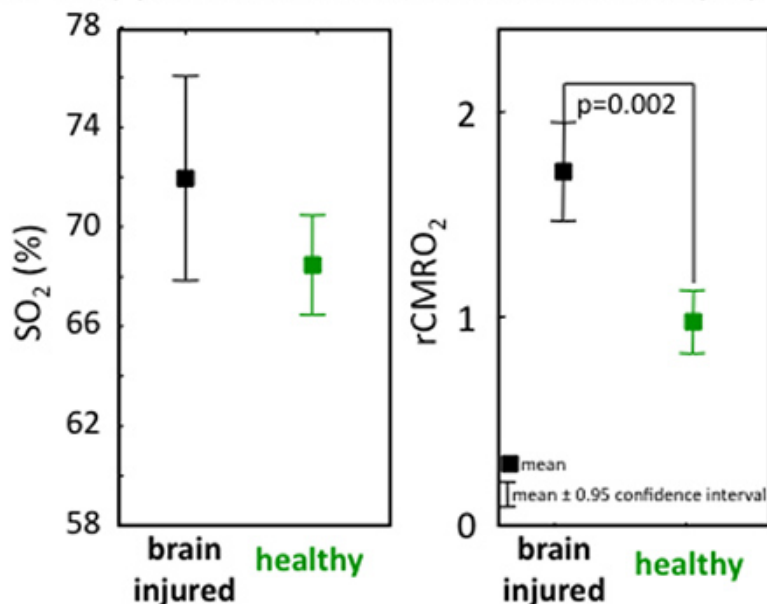 78
74
70
66
62
58
SO₂ (%)
brain
injured
healthy
2
1
0
rCMRO₂
p=0.002
mean
mean ± 0.95 confidence interval
brain
injured
healthy